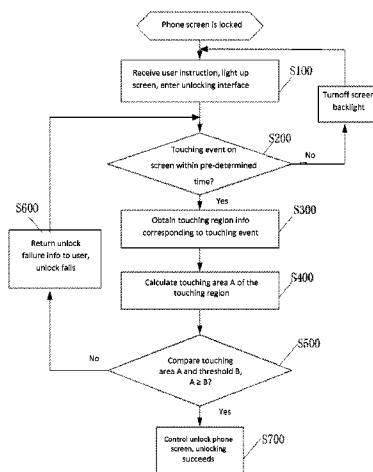 Phone screen is locked
S100
Receive user instruction, light up
screen, enter unlocking interface
Turnoff screen
backlight
S200
Touching event on
screen within pre-determined
time?
No
Yes
S600
Return unlock
failure info to user,
unlock fails
S300
Obtain touching region info
corresponding so touching event
S400
Calculate touching area A of the
touching region
S500
Compare touching
area A and threshold B,
A ≥ B?
No
Yes
S700
Control unlock phone
screen, unlocking
succeeds